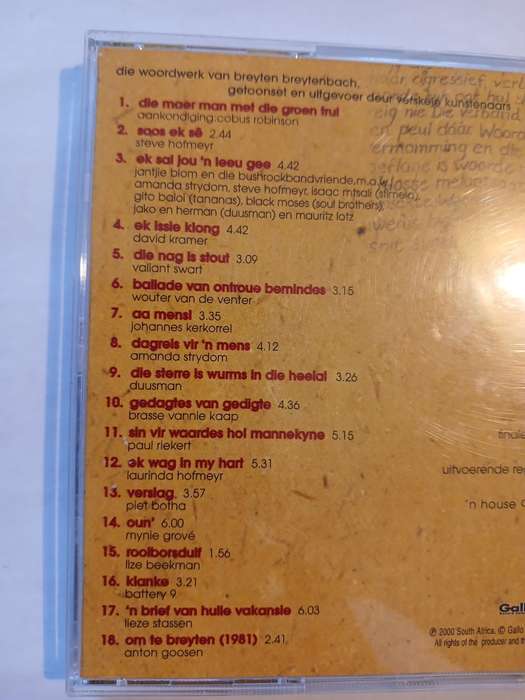 die woordwerk van breyten breytenbach,
getoonset en uitgevoer deur verskeie kunstenaars
1. die maer man met die groen trui
aankondiging cobus robinson
2. soos ek sê 2.44
steve hofmeyr
3. ek sal jou 'n leeu gee 4.42
jantjie blom en die bushrockbandvriende,
amanda strydom, steve hofmeyr, isaac mtsali (stimela),
gito baloi (tananas), black moses (soul brothers),
jako en herman (duusman) en mauritz lotz
4. ek issie klong 4.42
david kramer
5. die nag is stout 3.09
valiant swart
6. ballade van ontroue bemindes 3.15
wouter van de venter
7. aa mens! 3.35
johannes kerkorrel
8. dagreis vir 'n mens 4.12
amanda strydom
9. die sterre is wurms in die heelal 3.26
duusman
10. gedagtes van gedigte 4.36
brasse vannie kaap
11. sin vir waardes hol mannekyne 5.15
paul riekert
12. ek wag in my hart 5.31
laurinda hofmeyr
13. verslag. 3.57
piet botha
14. oun' 6.00
mynie grové
15. rooiborsduif 1.56
lize beekman
16. klanke 3.21
battery 9
17. 'n brief van hulle vakansie 6.03
lieze stassen
18. om te breyten (1981) 2.41
anton goosen
uitvoerende
'n house
Gall
℗ 2000 South Africa. © Gallo
All rights of the producer and